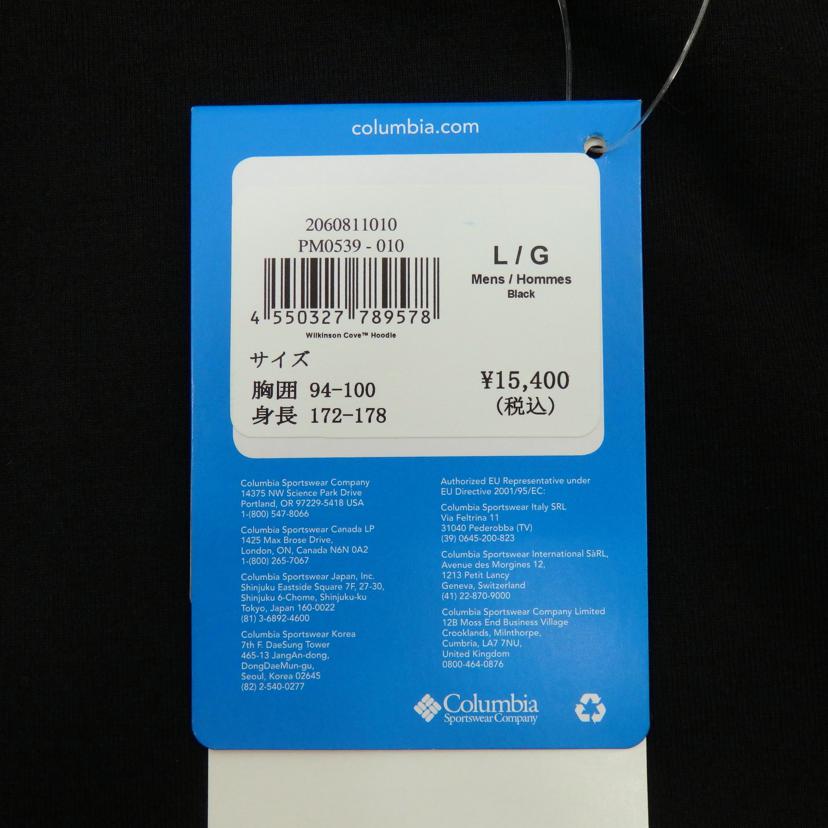 columbia.com
2060811010
PM0539 - 010
4 550327 789578
Wilkinson Cove™ Hoodie
L / G
Mens / Hommes
Black
サイズ
胸囲 94-100
身長 172-178
¥15,400
(税込)
Columbia Sportswear Company
14375 NW Science Park Drive
Portland, OR 97229-5418 USA
1-(800) 547-8066
Columbia Sportswear Canada LP
1425 Max Brose Drive,
London, ON, Canada N6N 0A2
1-(800) 265-7067
Columbia Sportswear Japan, Inc.
Shinjuku Eastside Square 7F, 27-30,
Shinjuku 6-Chome, Shinjuku-ku
Tokyo, Japan 160-0022
(81) 3-6892-4600
Columbia Sportswear Korea
7th F. DaeSung Tower
465-13 JangAn-dong,
DongDaeMun-gu,
Seoul, Korea 02645
(82) 2-540-0277
Authorized EU Representative under
EU Directive 2001/95/EC:
Columbia Sportswear Italy SRL
Via Feltrina 11
31040 Pederobba (TV)
(39) 0645-200-823
Columbia Sportswear International SàRL,
Avenue des Morgines 12,
1213 Petit Lancy
Geneva, Switzerland
(41) 22-870-9000
Columbia Sportswear Company Limited
12B Moss End Business Village
Crooklands, Milnthorpe,
Cumbria, LA7 7NU,
United Kingdom
0800-464-0876
Columbia
Sportswear Company